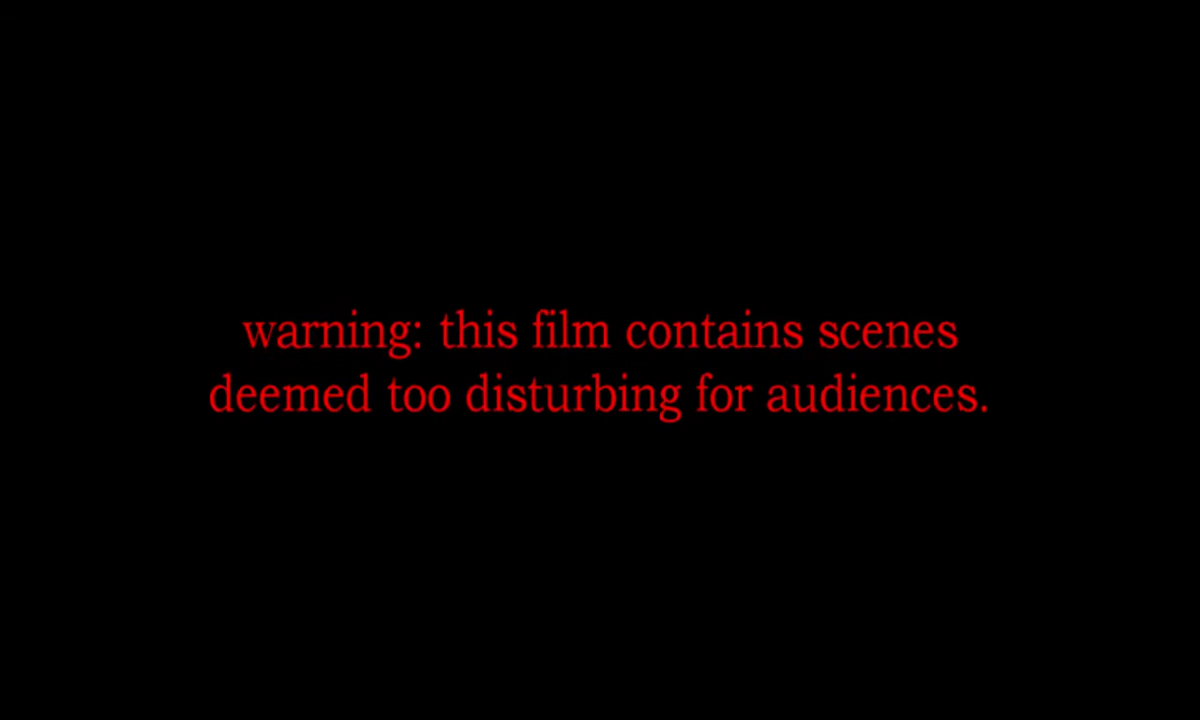 warning: this film contains scenes
deemed too disturbing for audiences.